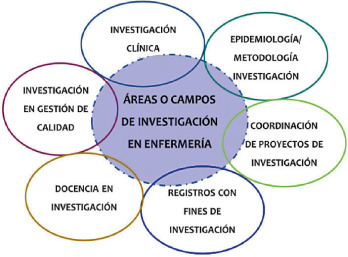 INVESTIGACIÓN
CLÍNICA
EPIDEMIOLOGÍA/
METODOLOGÍA
INVESTIGACIÓN
INVESTIGACIÓN
EN GESTIÓN DE
CALIDAD
ÁREAS O CAMPOS
DE INVESTIGACIÓN
EN ENFERMERÍA
COORDINACIÓN
DE PROYECTOS DE
INVESTIGACIÓN
DOCENCIA EN
INVESTIGACIÓN
REGISTROS CON
FINES DE
INVESTIGACIÓN